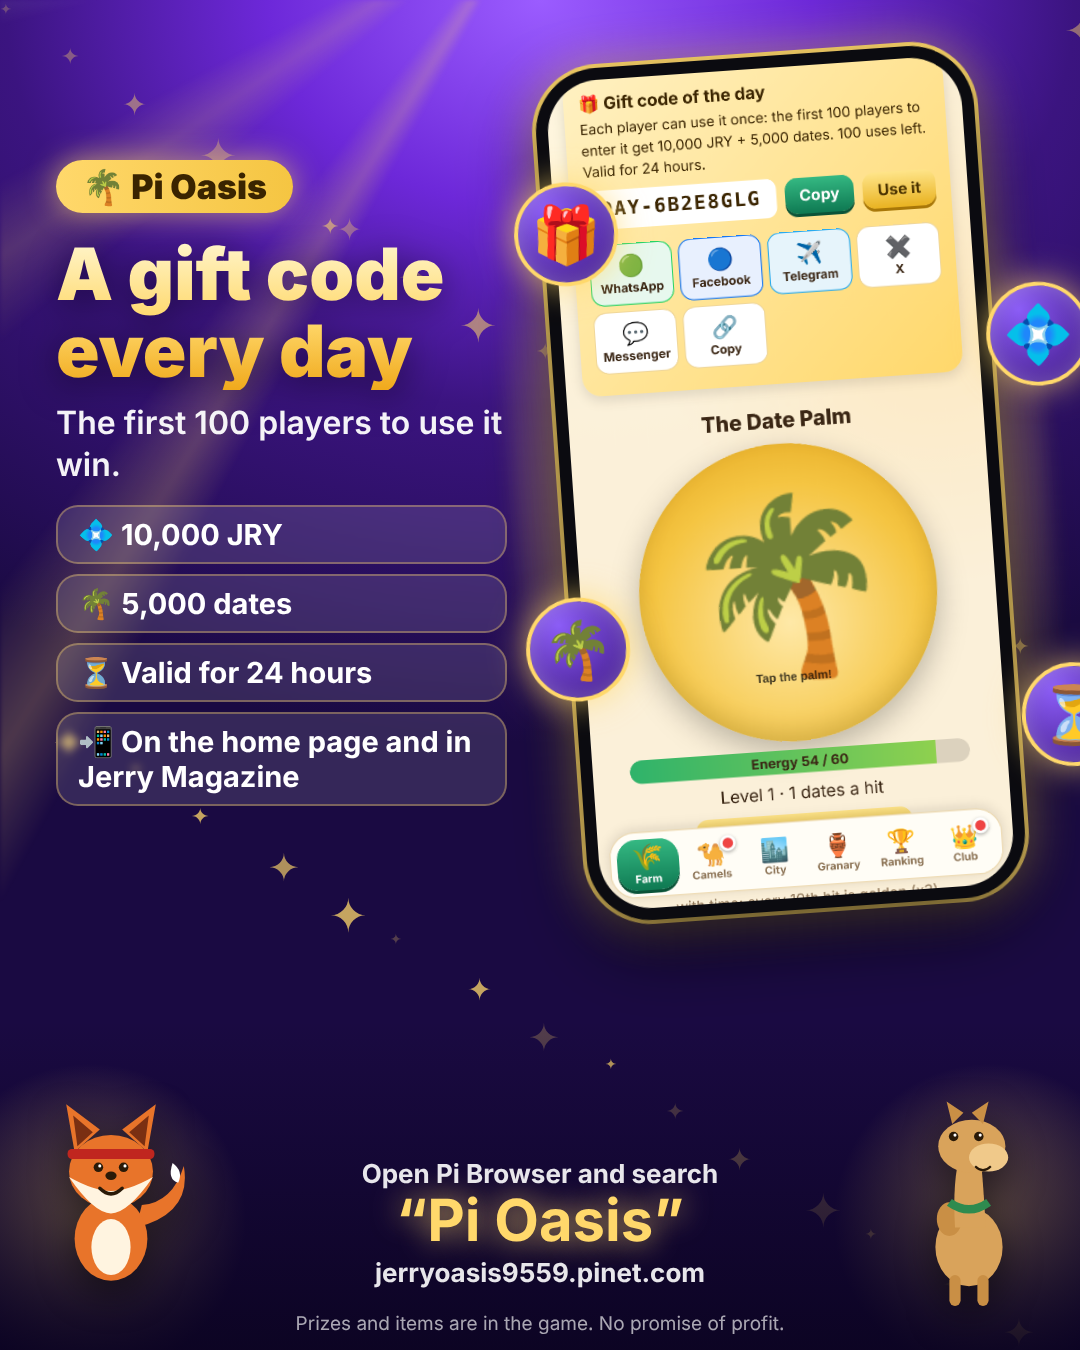 Pi Oasis
A gift code
every day
The first 100 players to use it
win.
10,000 JRY
5,000 dates
Valid for 24 hours
On the home page and in
Jerry Magazine
Gift code of the day
Each player can use it once: the first 100 players to
enter it get 10,000 JRY + 5,000 dates. 100 uses left.
Valid for 24 hours.
AY-6B2E8GLG
Copy
Use it
WhatsApp
Facebook
Telegram
X
Messenger
Copy
The Date Palm
Tap the palm!
Energy 54 / 60
Level 1 · 1 dates a hit
Farm
Camels
City
Granary
Ranking
Club
Open Pi Browser and search
“Pi Oasis”
jerryoasis9559.pinet.com
Prizes and items are in the game. No promise of profit.